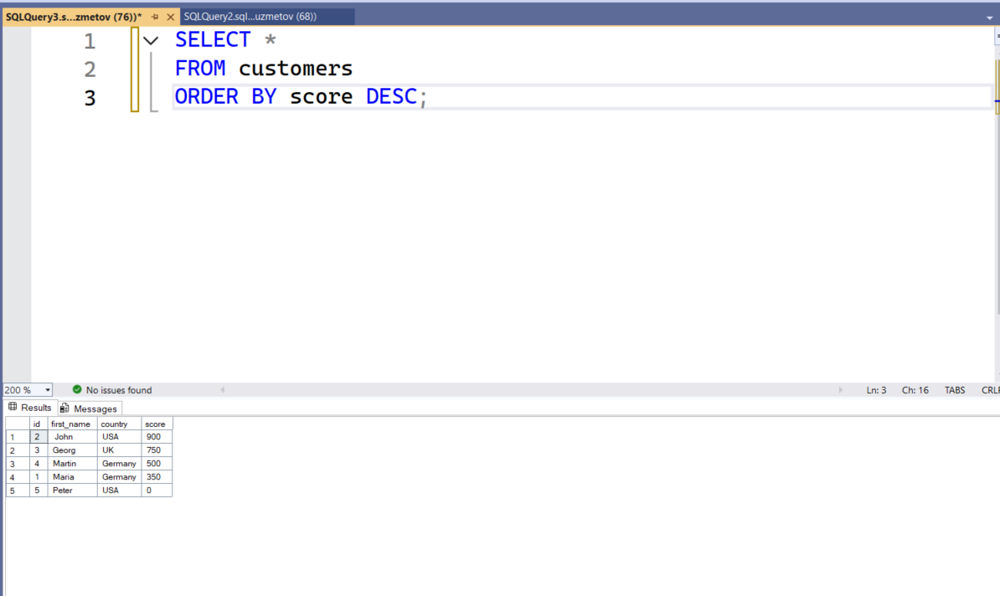 SQLQuery3.s...zmetov (76))* SQLQuery2.sql...uzmetov (68))
1 SELECT *
2 FROM customers
3 ORDER BY score DESC;
200 % No issues found Ln: 3 Ch: 16 TABS CRLF
Results Messages
id first_name country score
1 2 John USA 900
2 3 Georg UK 750
3 4 Martin Germany 500
4 1 Maria Germany 350
5 5 Peter USA 0